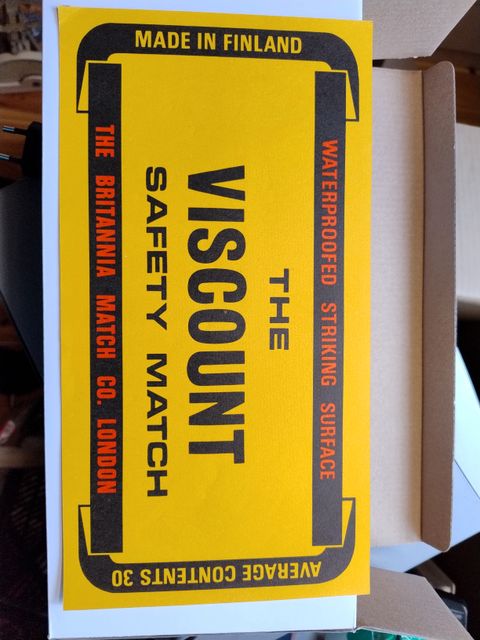 MADE IN FINLAND
WATERPROOFED STRIKING SURFACE
THE
VISCOUNT
SAFETY MATCH
THE BRITANNIA MATCH CO. LONDON
AVERAGE CONTENTS 30